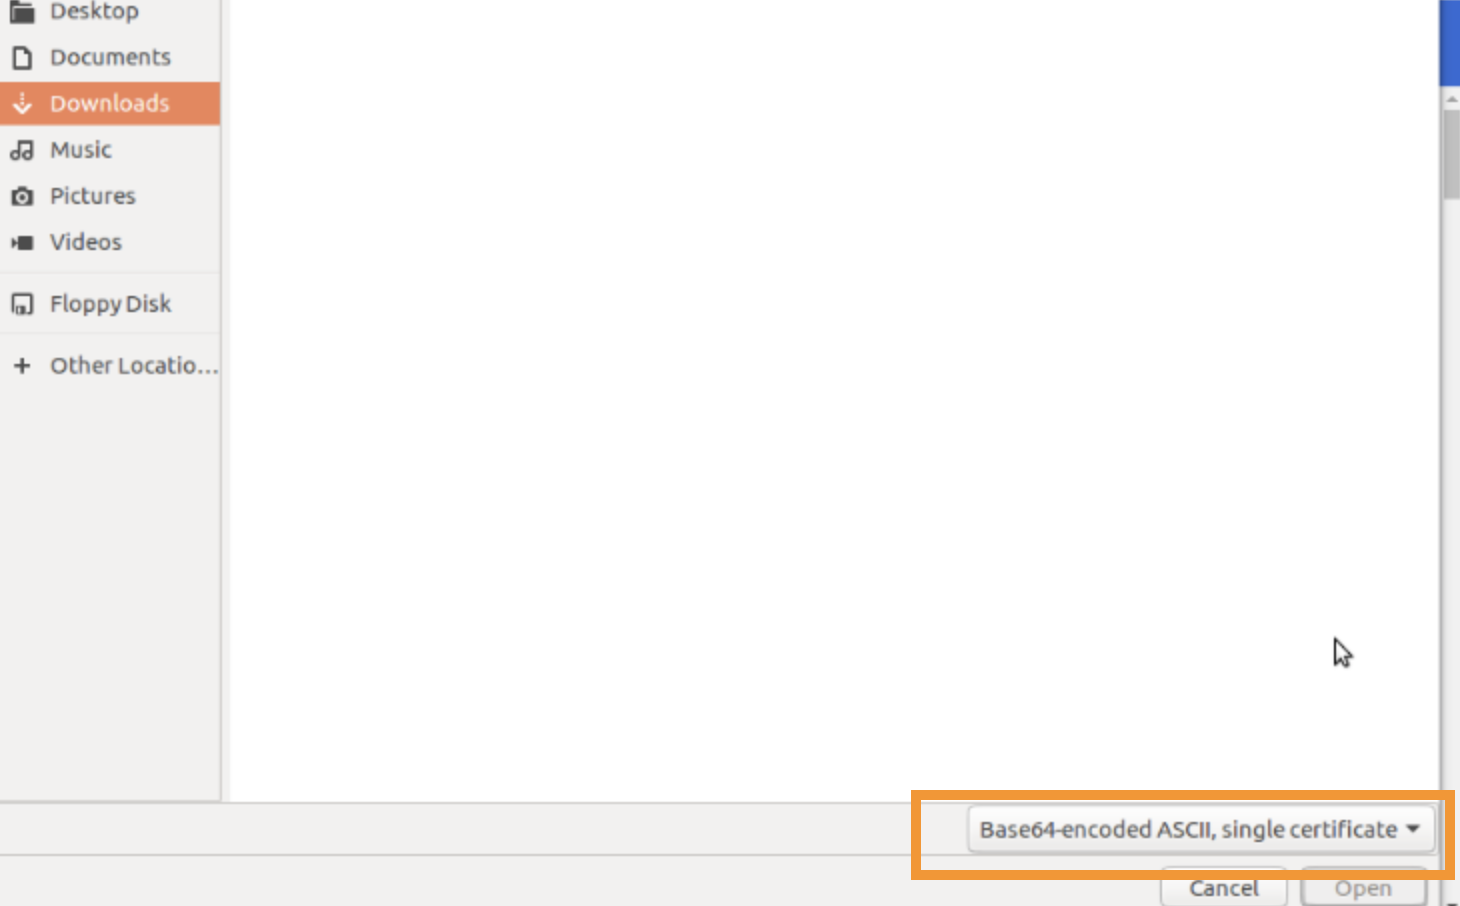 Desktop
Documents
Downloads
Music
Pictures
Videos
Floppy Disk
Other Locatio...
Base64-encoded ASCII, single certificate
Cancel
Open